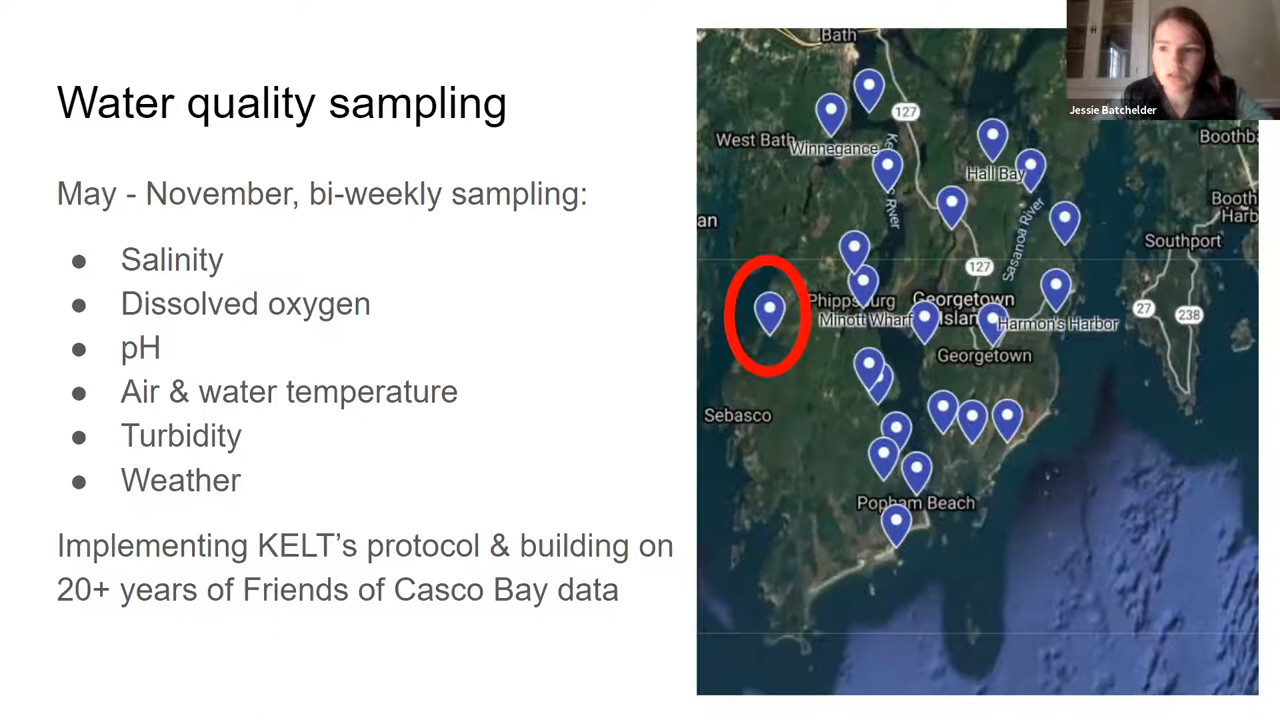 Water quality sampling
May - November, bi-weekly sampling:
● Salinity
● Dissolved oxygen
● pH
● Air & water temperature
● Turbidity
● Weather
Implementing KELT's protocol & building on
20+ years of Friends of Casco Bay data
Jessie Batchelder
Bath
127
West Bath
Winnegance
Hall Bay
River
Sasanoa River
Boothb
Booth
Harb
Southport
127
27
238
Phippsburg
Minott Wharf
Georgetown
Island
Harmon's Harbor
Georgetown
Sebasco
Popham Beach